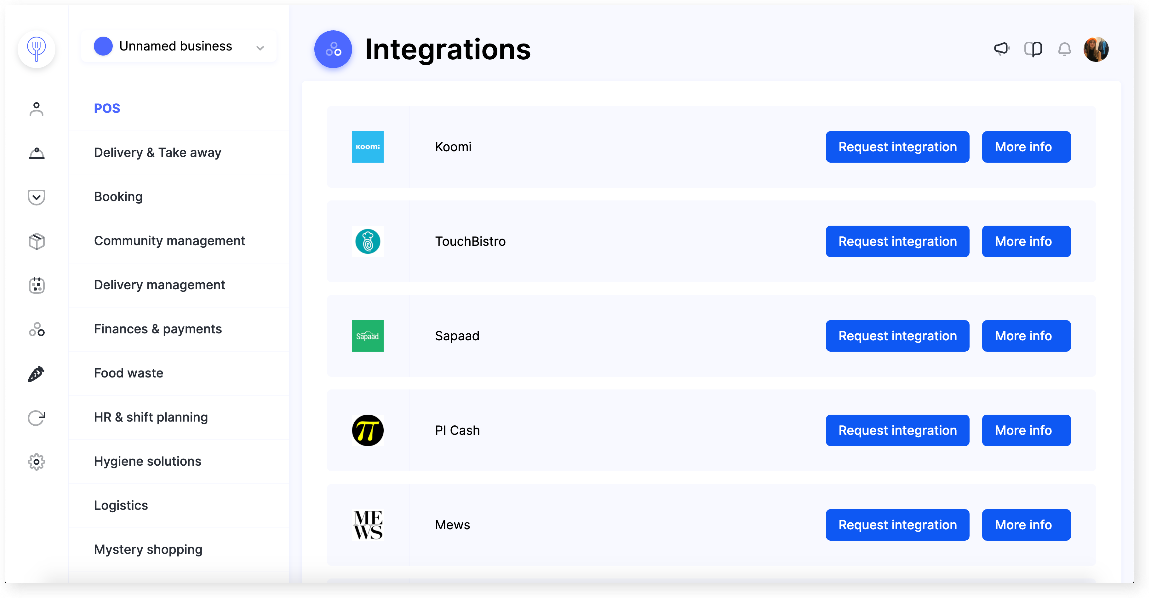 Unnamed business
POS
Delivery & Take away
Booking
Community management
Delivery management
Finances & payments
Food waste
HR & shift planning
Hygiene solutions
Logistics
Mystery shopping
Integrations
KOOMI
Koomi
Request integration
More info
TouchBistro
Request integration
More info
Sapaad
Sapaad
Request integration
More info
PI Cash
Request integration
More info
ME
WS
Mews
Request integration
More info